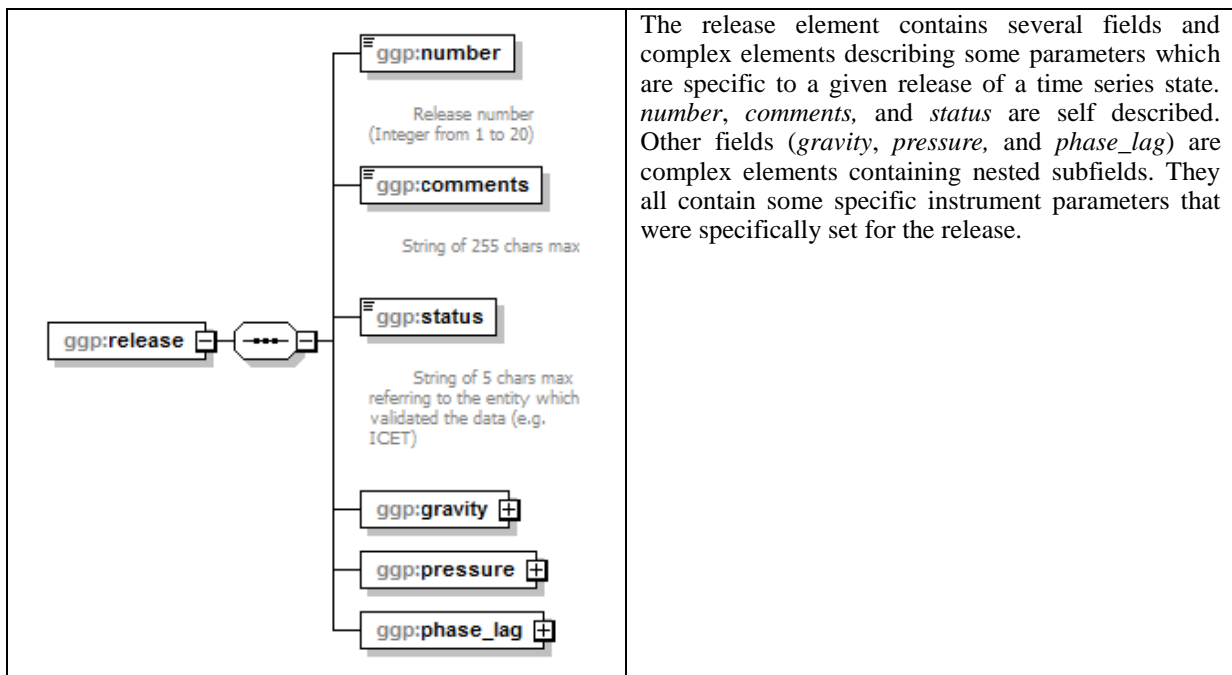 ggp:number
Release number
(Integer from 1 to 20)
ggp:comments
String of 255 chars max
ggp:status
ggp:release
String of 5 chars max
referring to the entity which
validated the data (e.g.
ICET)
ggp:gravity
ggp:pressure
ggp:phase_lag
The release element contains several fields and
complex elements describing some parameters which
are specific to a given release of a time series state.
number, comments, and status are self described.
Other fields (gravity, pressure, and phase_lag) are
complex elements containing nested subfields. They
all contain some specific instrument parameters that
were specifically set for the release.